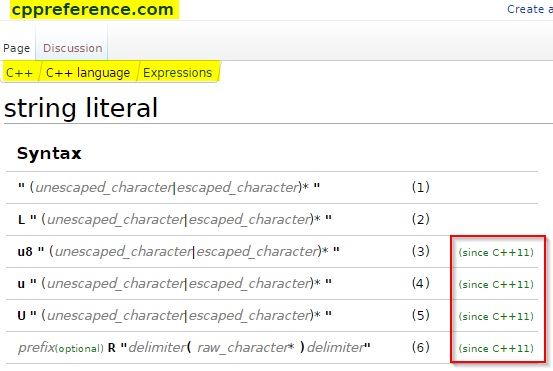 cppreference.com
Create a
Page Discussion
C++ C++ language Expressions
string literal
Syntax
" (unescaped_character|escaped_character)* " (1)
L " (unescaped_character|escaped_character)* " (2)
u8 " (unescaped_character|escaped_character)* " (3) (since C++11)
u " (unescaped_character|escaped_character)* " (4) (since C++11)
U " (unescaped_character|escaped_character)* " (5) (since C++11)
prefix(optional) R "delimiter( raw_character* )delimiter" (6) (since C++11)